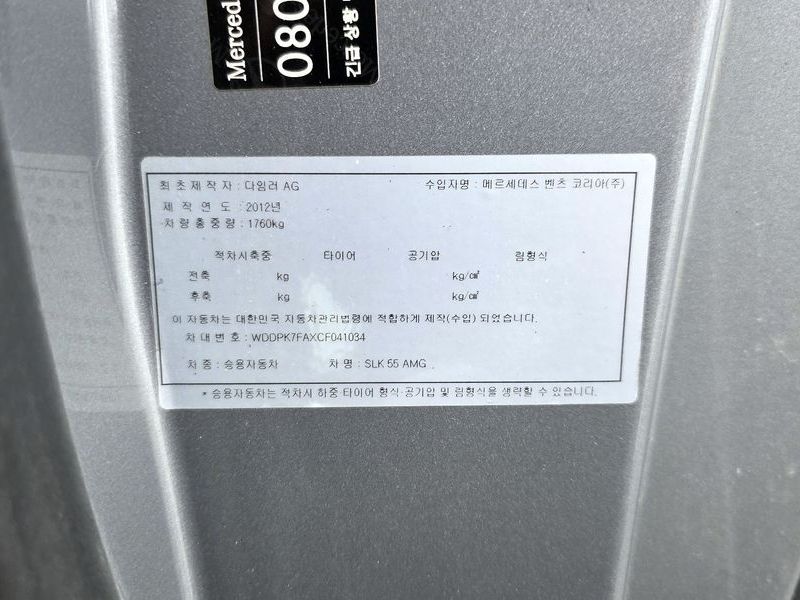 Merced
080
긴급 상황
최초제작자 : 다임러 AG 수입자명 : 메르세데스 벤츠 코리아(주)
제 작 연 도 : 2012년
차량총중량 : 1760kg
적차시축중 타이어 공기압 림형식
전축 kg kg/㎠
후축 kg kg/㎠
이 자동차는 대한민국 자동차관리법령에 적합하게 제작(수입) 되었습니다.
차 대 번 호 : WDDPK7FAXCF041034
차 종 : 승용자동차 차 명 : SLK 55 AMG
* 승용자동차는 적차시 하중·타이어 형식·공기압 및 림형식을 생략할 수 있습니다.